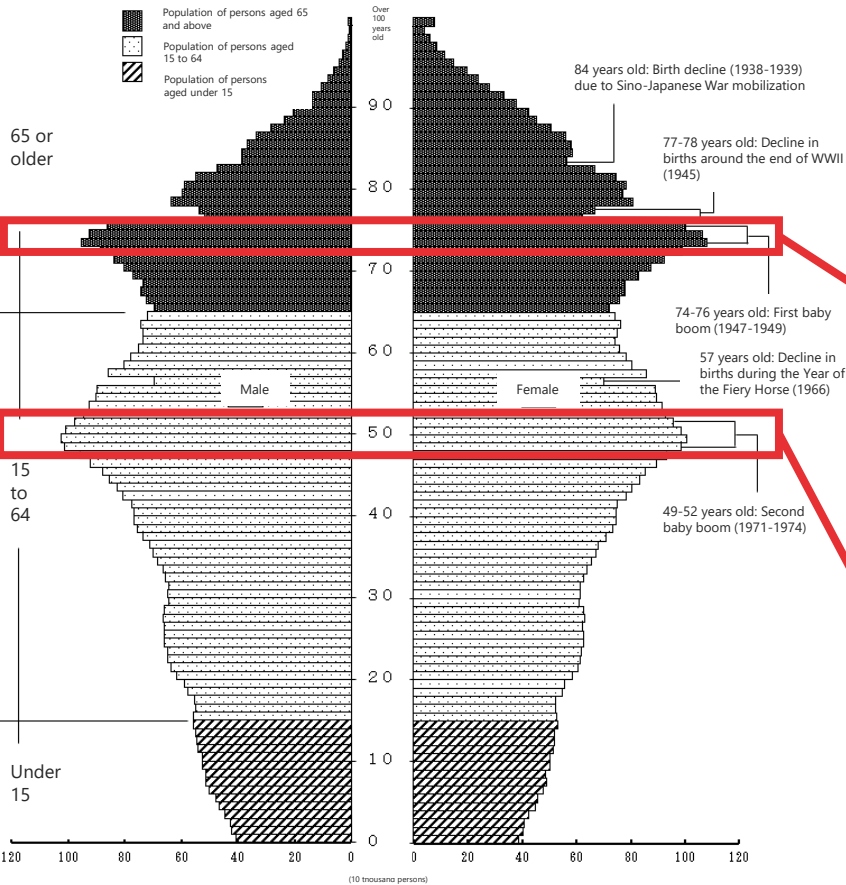 Population of persons aged 65
and above
Population of persons aged
15 to 64
Population of persons
aged under 15
Over
100
years
old
84 years old: Birth decline (1938-1939)
due to Sino-Japanese War mobilization
77-78 years old: Decline in
births around the end of WWII
(1945)
74-76 years old: First baby
boom (1947-1949)
57 years old: Decline in
births during the Year of
the Fiery Horse (1966)
49-52 years old: Second
baby boom (1971-1974)
65 or
older
15
to
64
Under
15
Male
Female
90
80
70
60
50
40
30
20
10
0
120 100 80 60 40 20 0
0 20 40 60 80 100 120
(10 thousand persons)